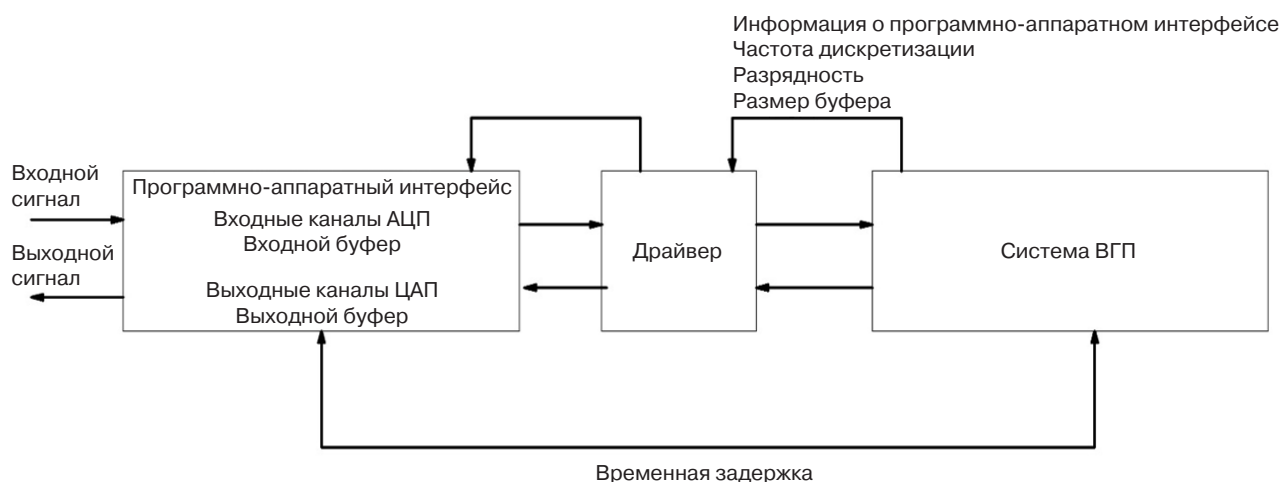 Информация о программно-аппаратном интерфейсе
Частота дискретизации
Разрядность
Размер буфера
Входной
сигнал
Выходной
сигнал
Программно-аппаратный интерфейс
Входные каналы АЦП
Входной буфер
Выходные каналы ЦАП
Выходной буфер
Драйвер
Система ВГП
Временная задержка